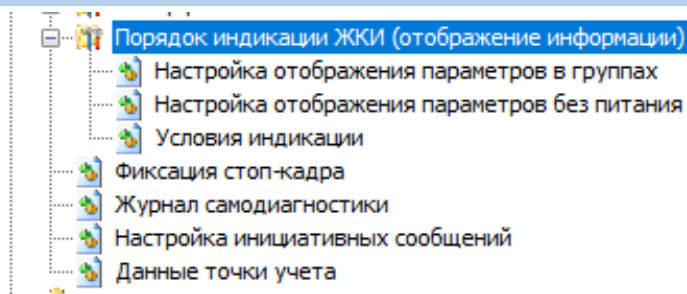 Порядок индикации ЖКИ (отображение информации)
Настройка отображения параметров в группах
Настройка отображения параметров без питания
Условия индикации
Фиксация стоп-кадра
Журнал самодиагностики
Настройка инициативных сообщений
Данные точки учета